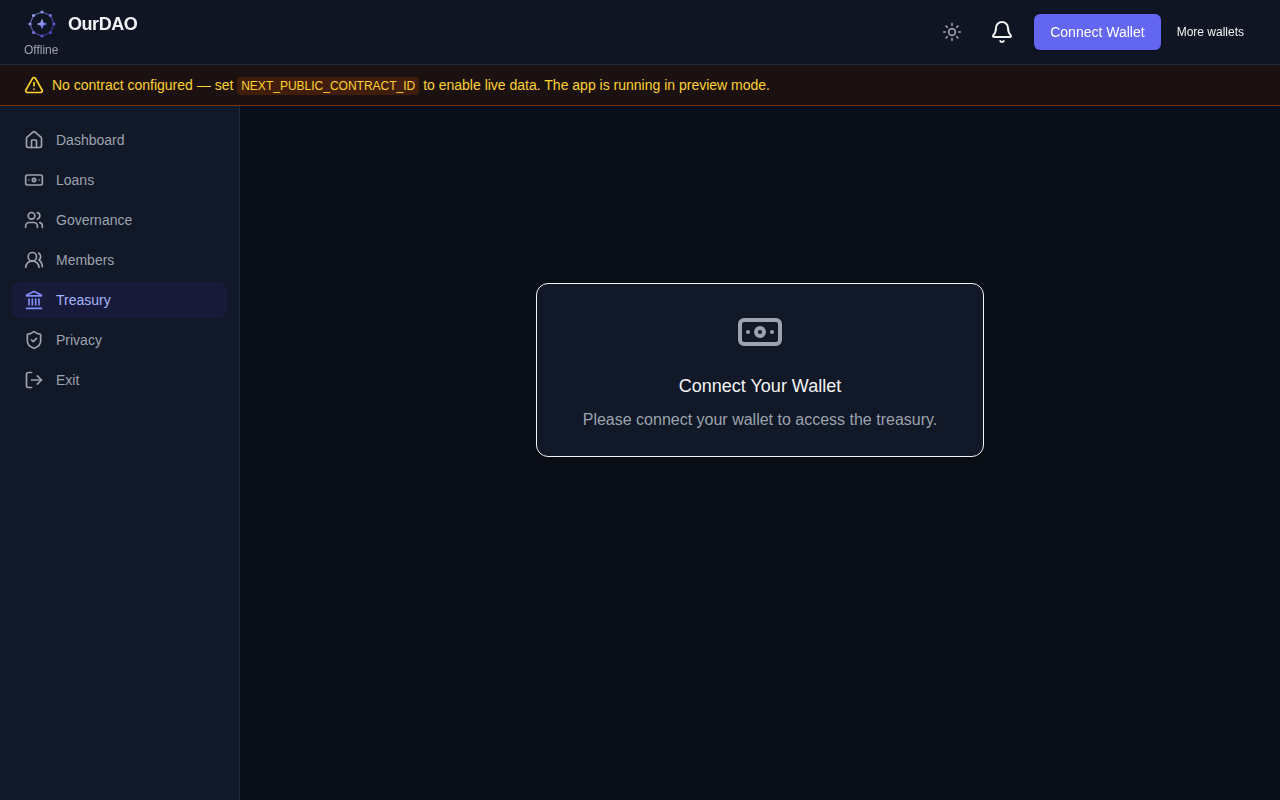 OurDAO
Offline
Connect Wallet
More wallets
No contract configured — set NEXT_PUBLIC_CONTRACT_ID to enable live data. The app is running in preview mode.
Dashboard
Loans
Governance
Members
Treasury
Privacy
Exit
Connect Your Wallet
Please connect your wallet to access the treasury.